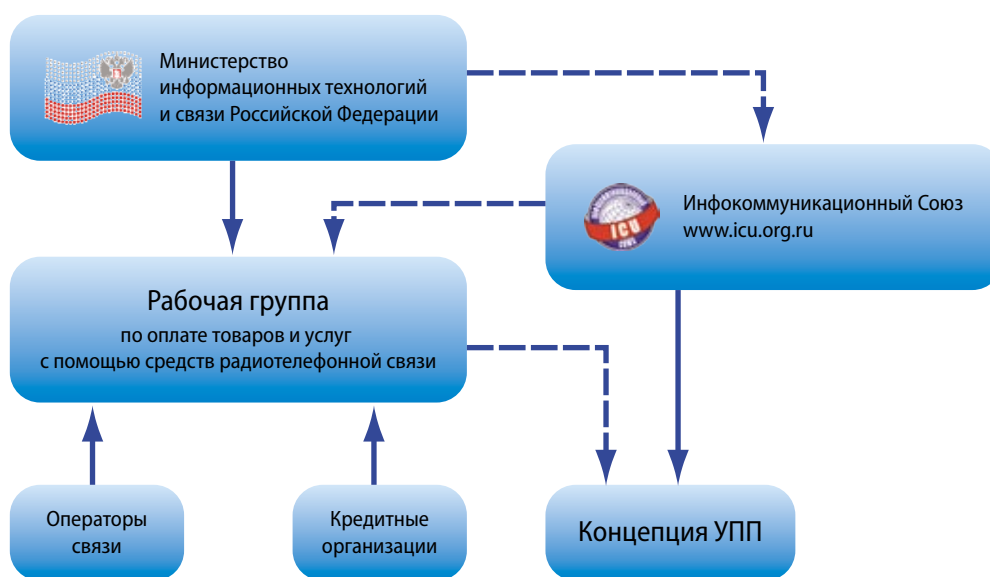 Министерство
информационных технологий
и связи Российской Федерации
Инфокоммуникационный Союз
www.icu.org.ru
ICU
СОЮЗ
Рабочая группа
по оплате товаров и услуг
с помощью средств радиотелефонной связи
Операторы
связи
Кредитные
организации
Концепция УПП